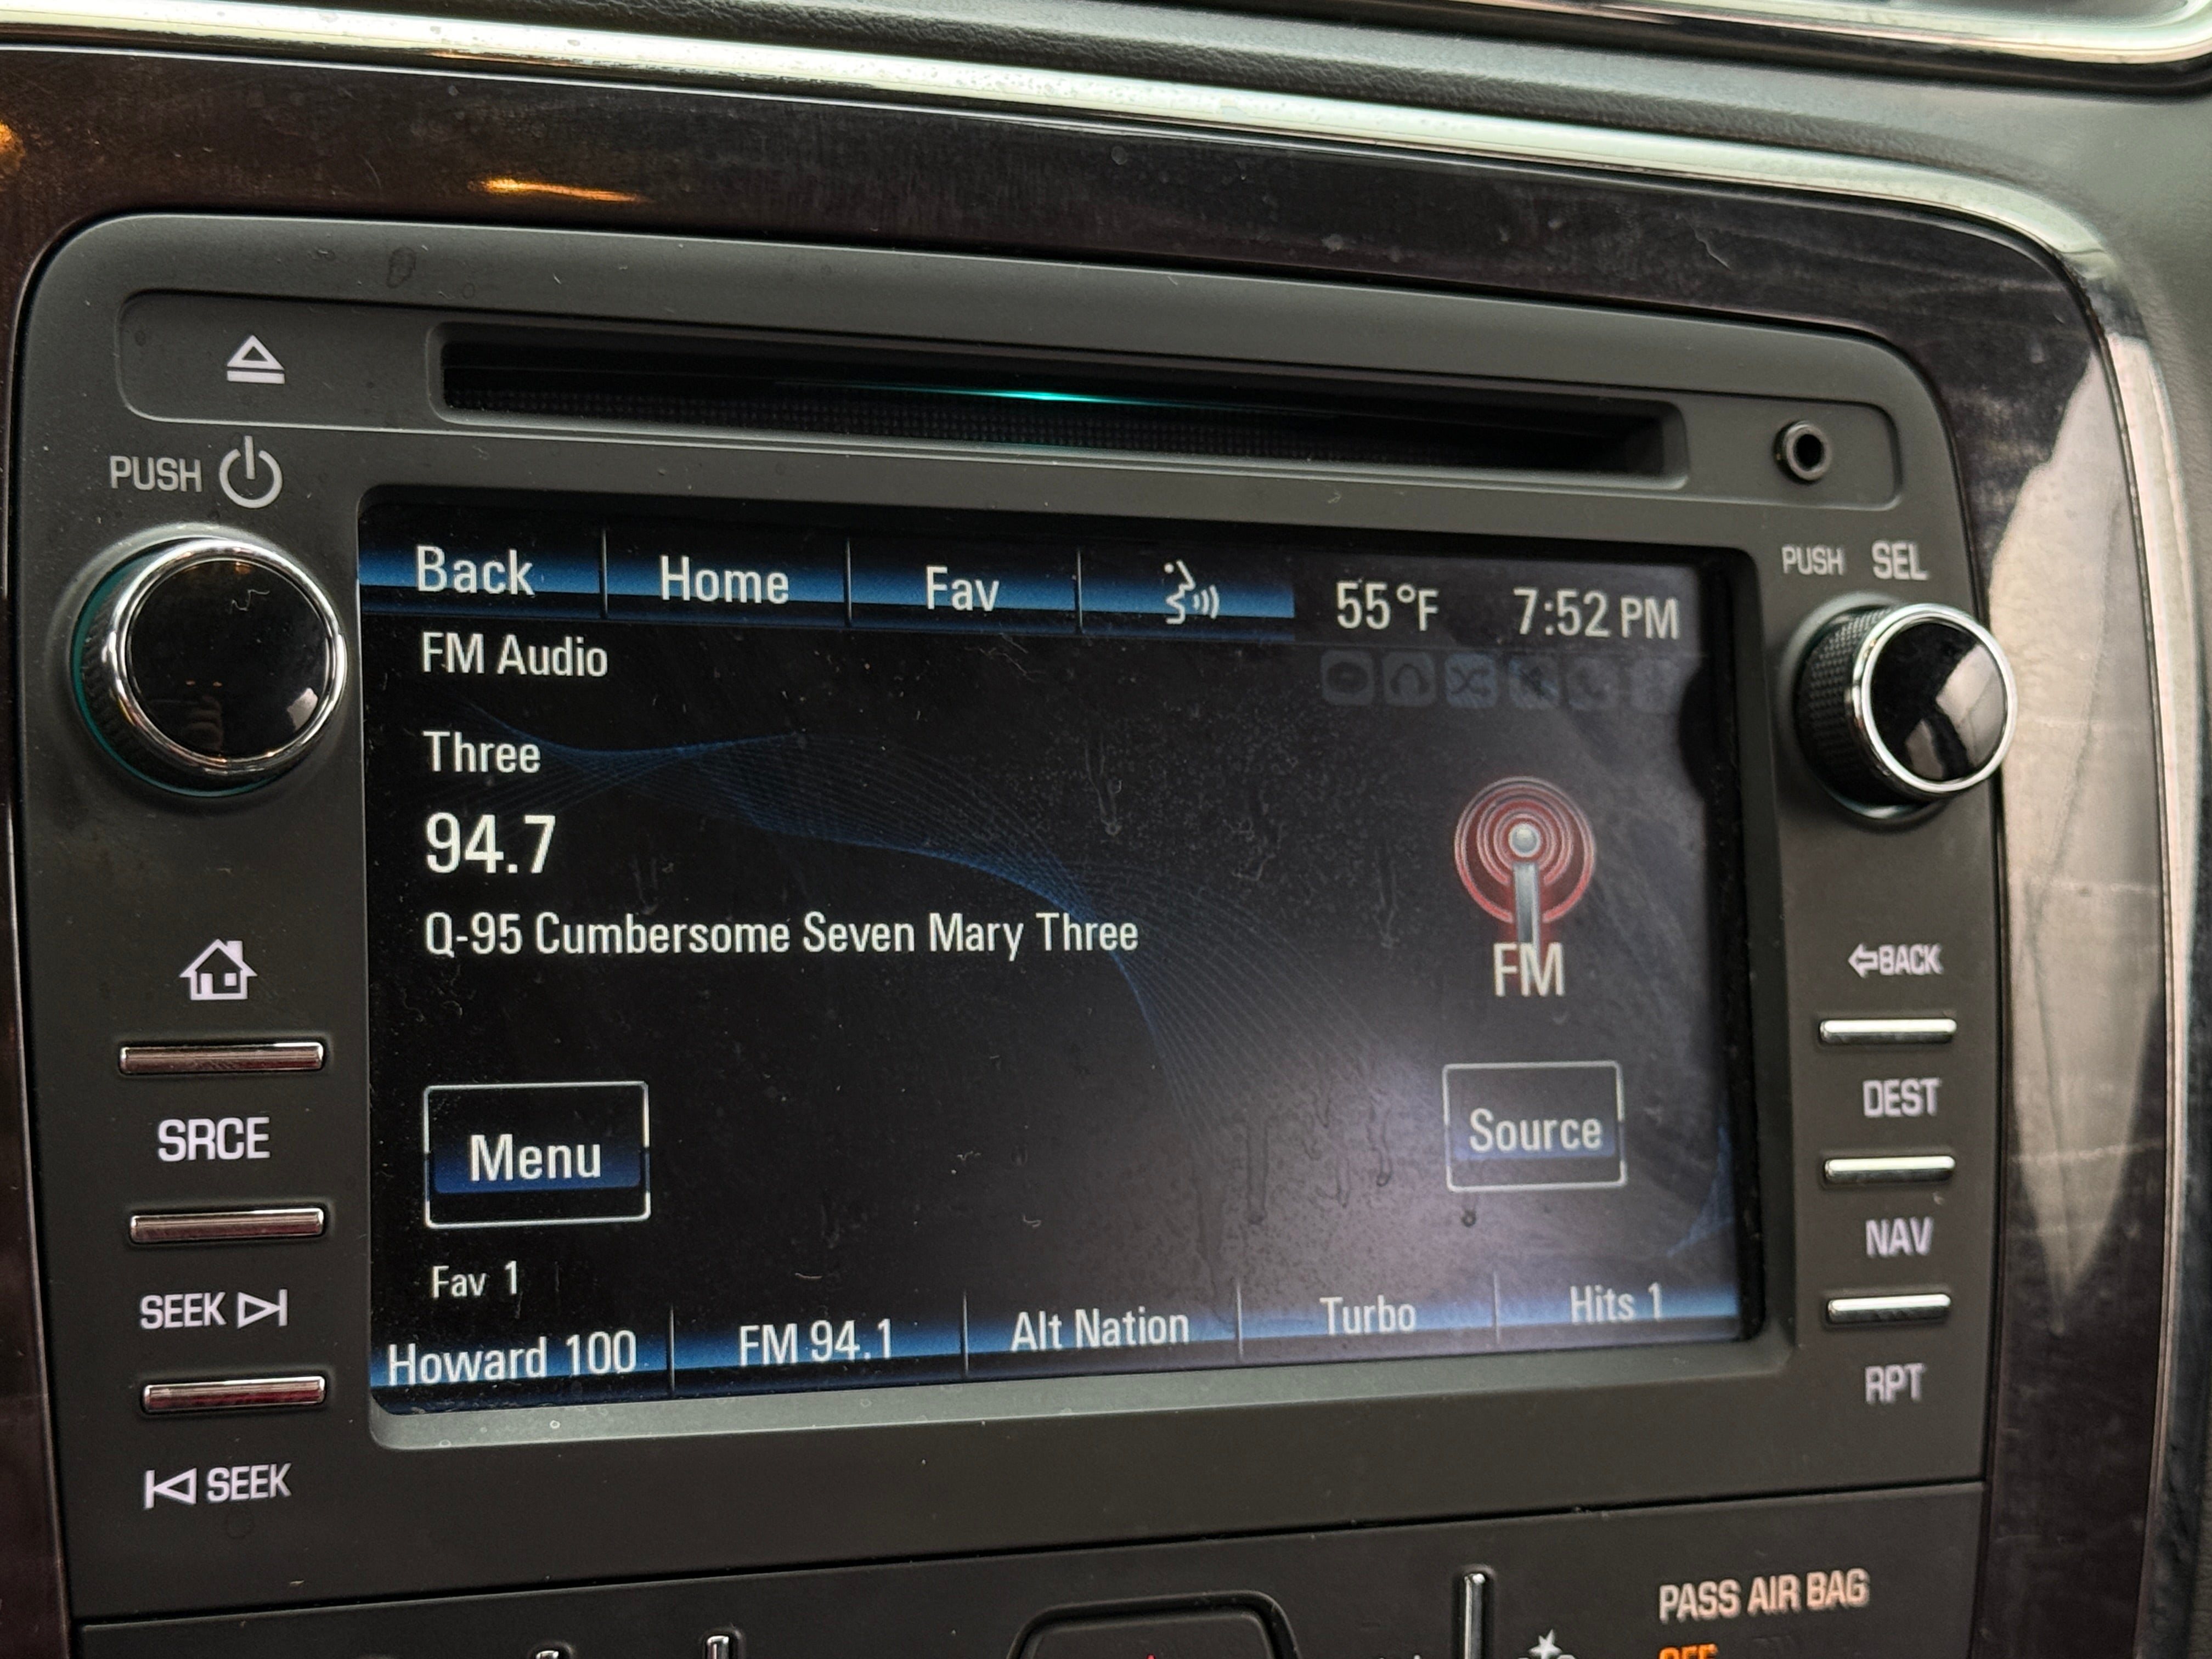 PUSH
PUSH SEL
Back Home Fav 55°F 7:52 PM
FM Audio
Three
94.7
Q-95 Cumbersome Seven Mary Three
FM
BACK
Menu
Source
SRCE
DEST
NAV
Fav 1
SEEK
Howard 100 FM 94.1 Alt Nation Turbo Hits 1
RPT
SEEK
PASS AIR BAG
OFF